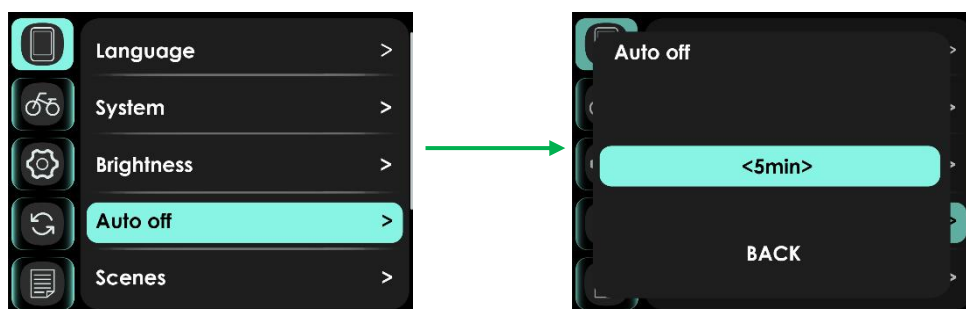 Language >
System >
Brightness >
Auto off >
Scenes >
Auto off
<5min>
BACK